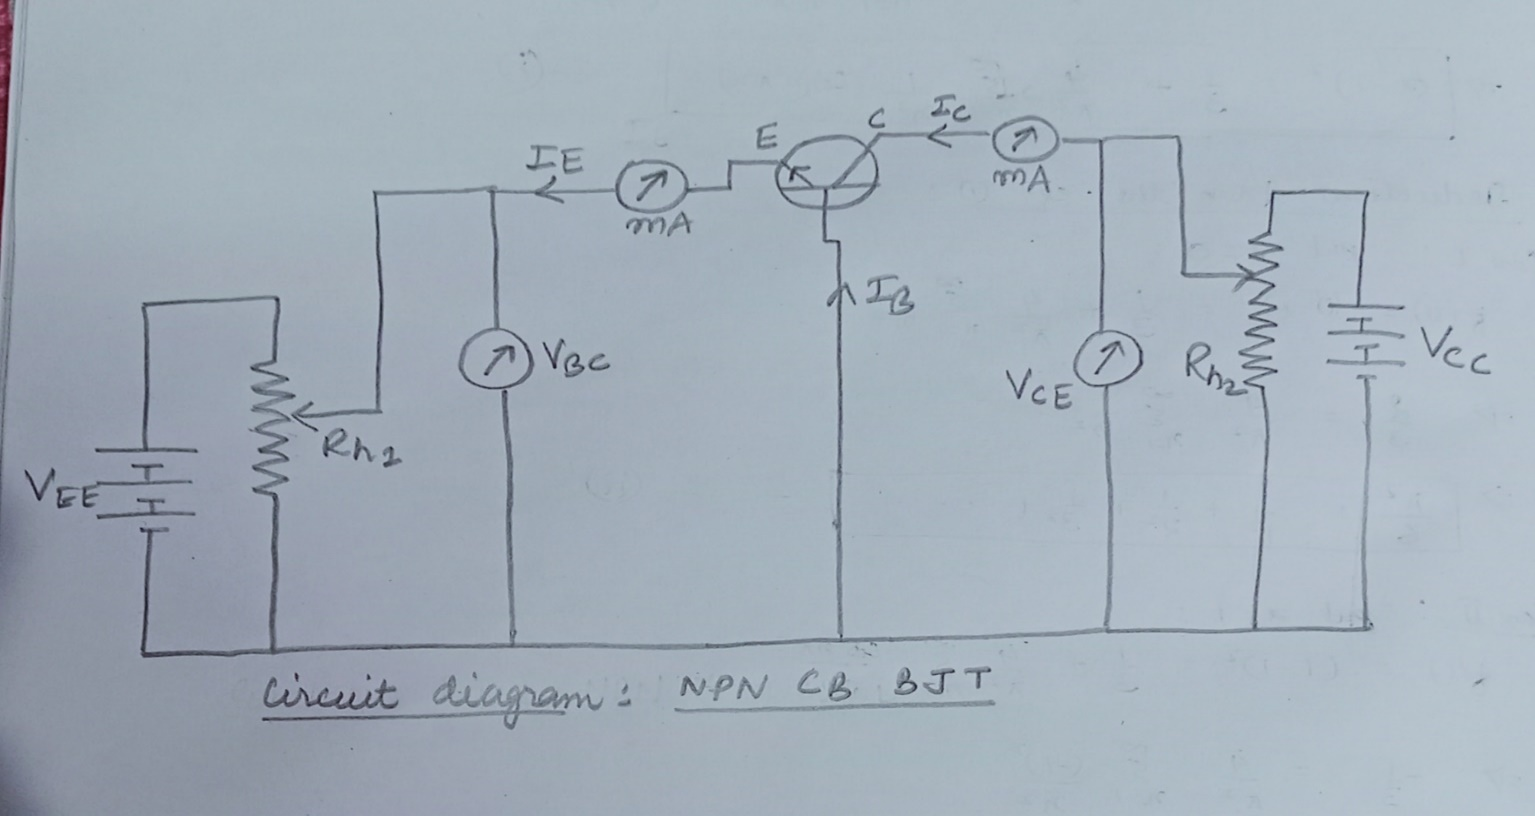 E
C
IC
IE
mA
mA
IB
VBC
VCE
Rh2
VCC
Rh1
VEE
Circuit diagram: NPN CB BJT